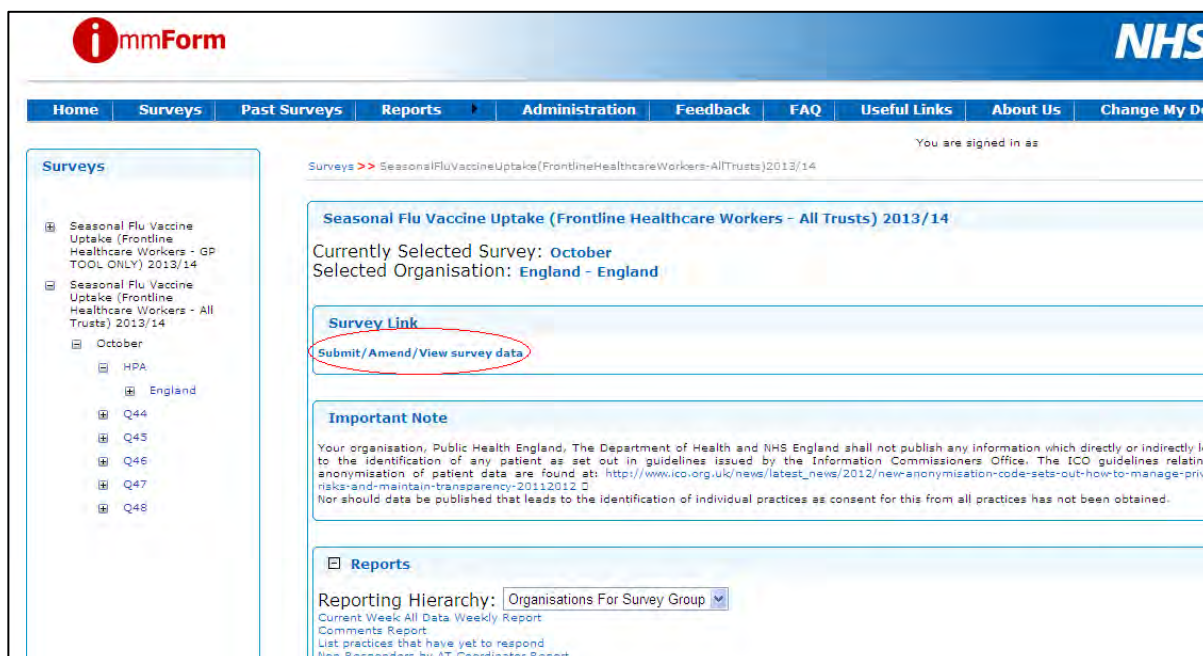 immForm
NHS
Home Surveys Past Surveys Reports Administration Feedback FAQ Useful Links About Us Change My D
You are signed in as
Surveys
Seasonal Flu Vaccine
Uptake (Frontline
Healthcare Workers - GP
TOOL ONLY) 2013/14
Seasonal Flu Vaccine
Uptake (Frontline
Healthcare Workers - All
Trusts) 2013/14
October
HPA
England
Q44
Q45
Q46
Q47
Q48
Surveys >> SeasonalFluVaccineUptake(FrontlineHealthcareWorkers-AllTrusts)2013/14
Seasonal Flu Vaccine Uptake (Frontline Healthcare Workers - All Trusts) 2013/14
Currently Selected Survey: October
Selected Organisation: England - England
Survey Link
Submit/Amend/View survey data
Important Note
Your organisation, Public Health England, The Department of Health and NHS England shall not publish any information which directly or indirectly le
to the identification of any patient as set out in guidelines issued by the Information Commissioners Office. The ICO guidelines relatin
anonymisation of patient data are found at: http://www.ico.org.uk/news/latest_news/2012/new-anonymisation-code-sets-out-how-to-manage-priv
risks-and-maintain-transparency-20112012
Nor should data be published that leads to the identification of individual practices as consent for this from all practices has not been obtained.
Reports
Reporting Hierarchy: Organisations For Survey Group
Current Week All Data Weekly Report
Comments Report
List practices that have yet to respond
Non Responders by AT Coordinator Report